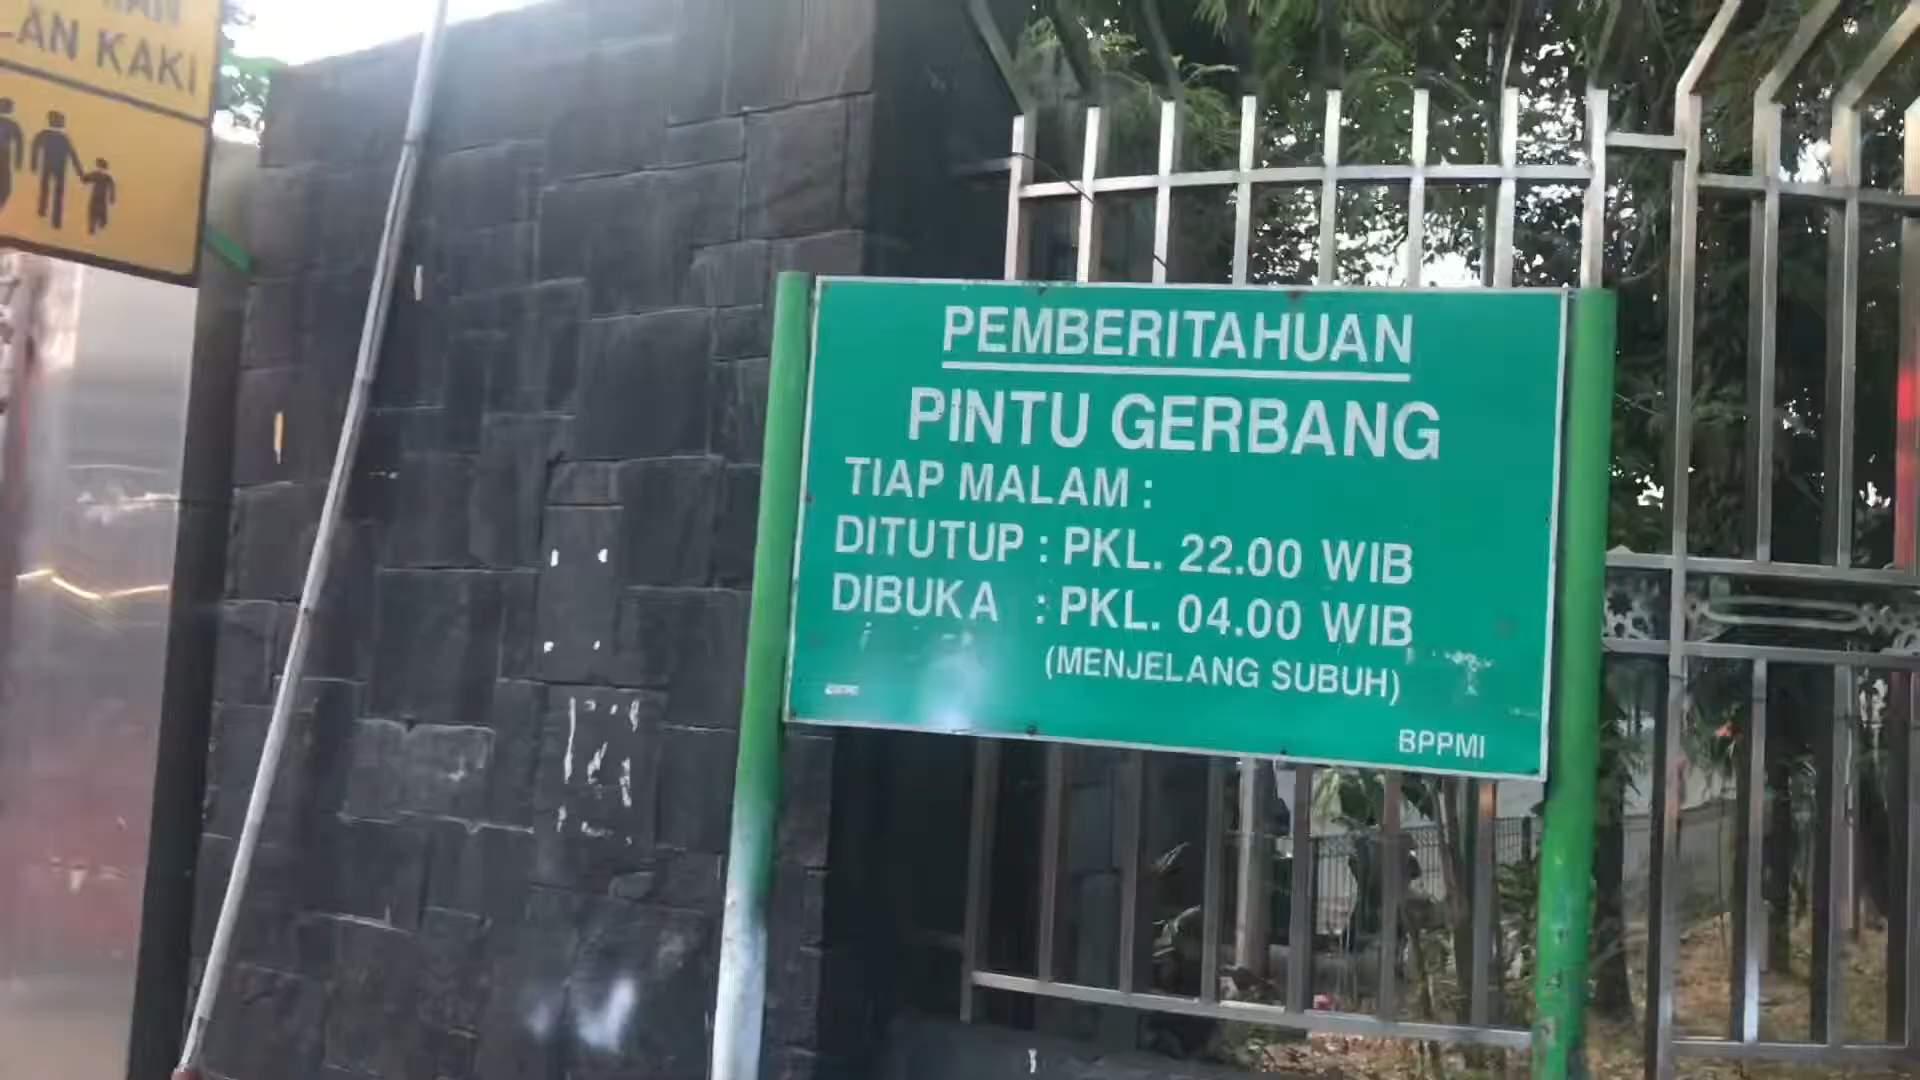 LAN KAKI
PEMBERITAHUAN
PINTU GERBANG
TIAP MALAM :
DITUTUP : PKL. 22.00 WIB
DIBUKA : PKL. 04.00 WIB
(MENJELANG SUBUH)
BPPMI